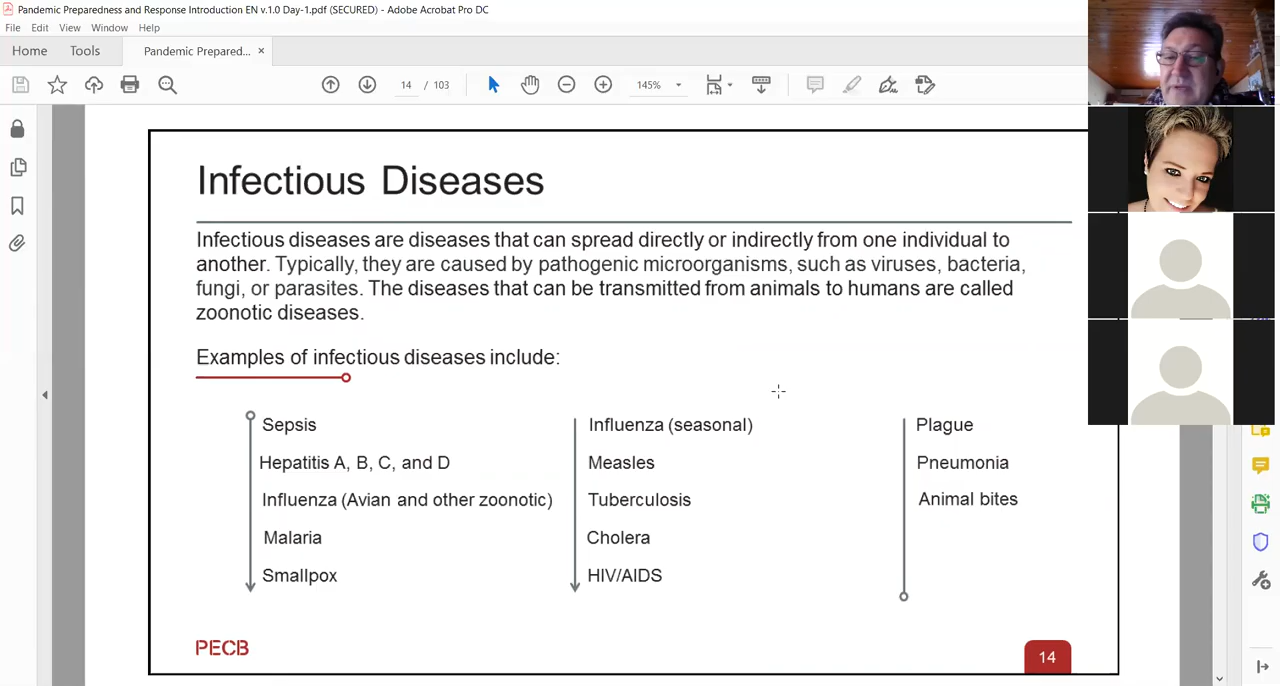 Pandemic Preparedness and Response Introduction EN v.1.0 Day-1.pdf (SECURED) - Adobe Acrobat Pro DC
File Edit View Window Help
Home Tools Pandemic Prepared... ×
14 / 103 145%
Infectious Diseases
Infectious diseases are diseases that can spread directly or indirectly from one individual to
another. Typically, they are caused by pathogenic microorganisms, such as viruses, bacteria,
fungi, or parasites. The diseases that can be transmitted from animals to humans are called
zoonotic diseases.
Examples of infectious diseases include:
Sepsis
Hepatitis A, B, C, and D
Influenza (Avian and other zoonotic)
Malaria
Smallpox
Influenza (seasonal)
Measles
Tuberculosis
Cholera
HIV/AIDS
Plague
Pneumonia
Animal bites
PECB
14